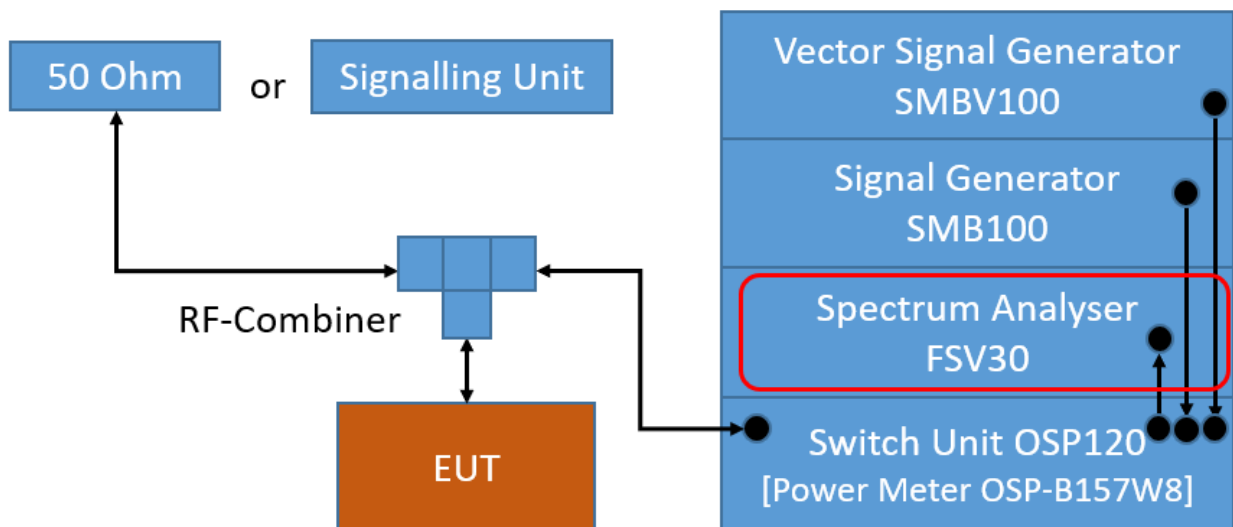 50 Ohm
or
Signalling Unit
RF-Combiner
EUT
Vector Signal Generator
SMBV100
Signal Generator
SMB100
Spectrum Analyser
FSV30
Switch Unit OSP120
[Power Meter OSP-B157W8]